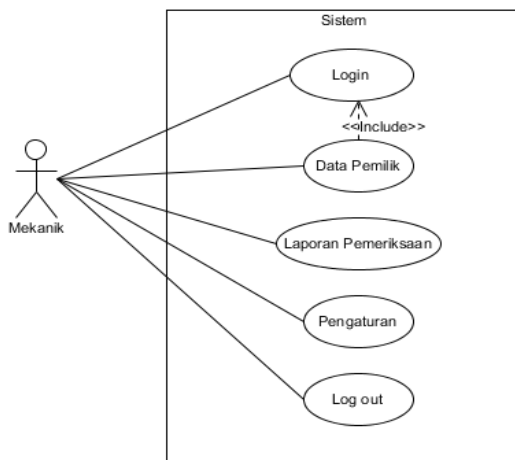 Sistem
Login
<<Include>>
Data Pemilik
Mekanik
Laporan Pemeriksaan
Pengaturan
Log out